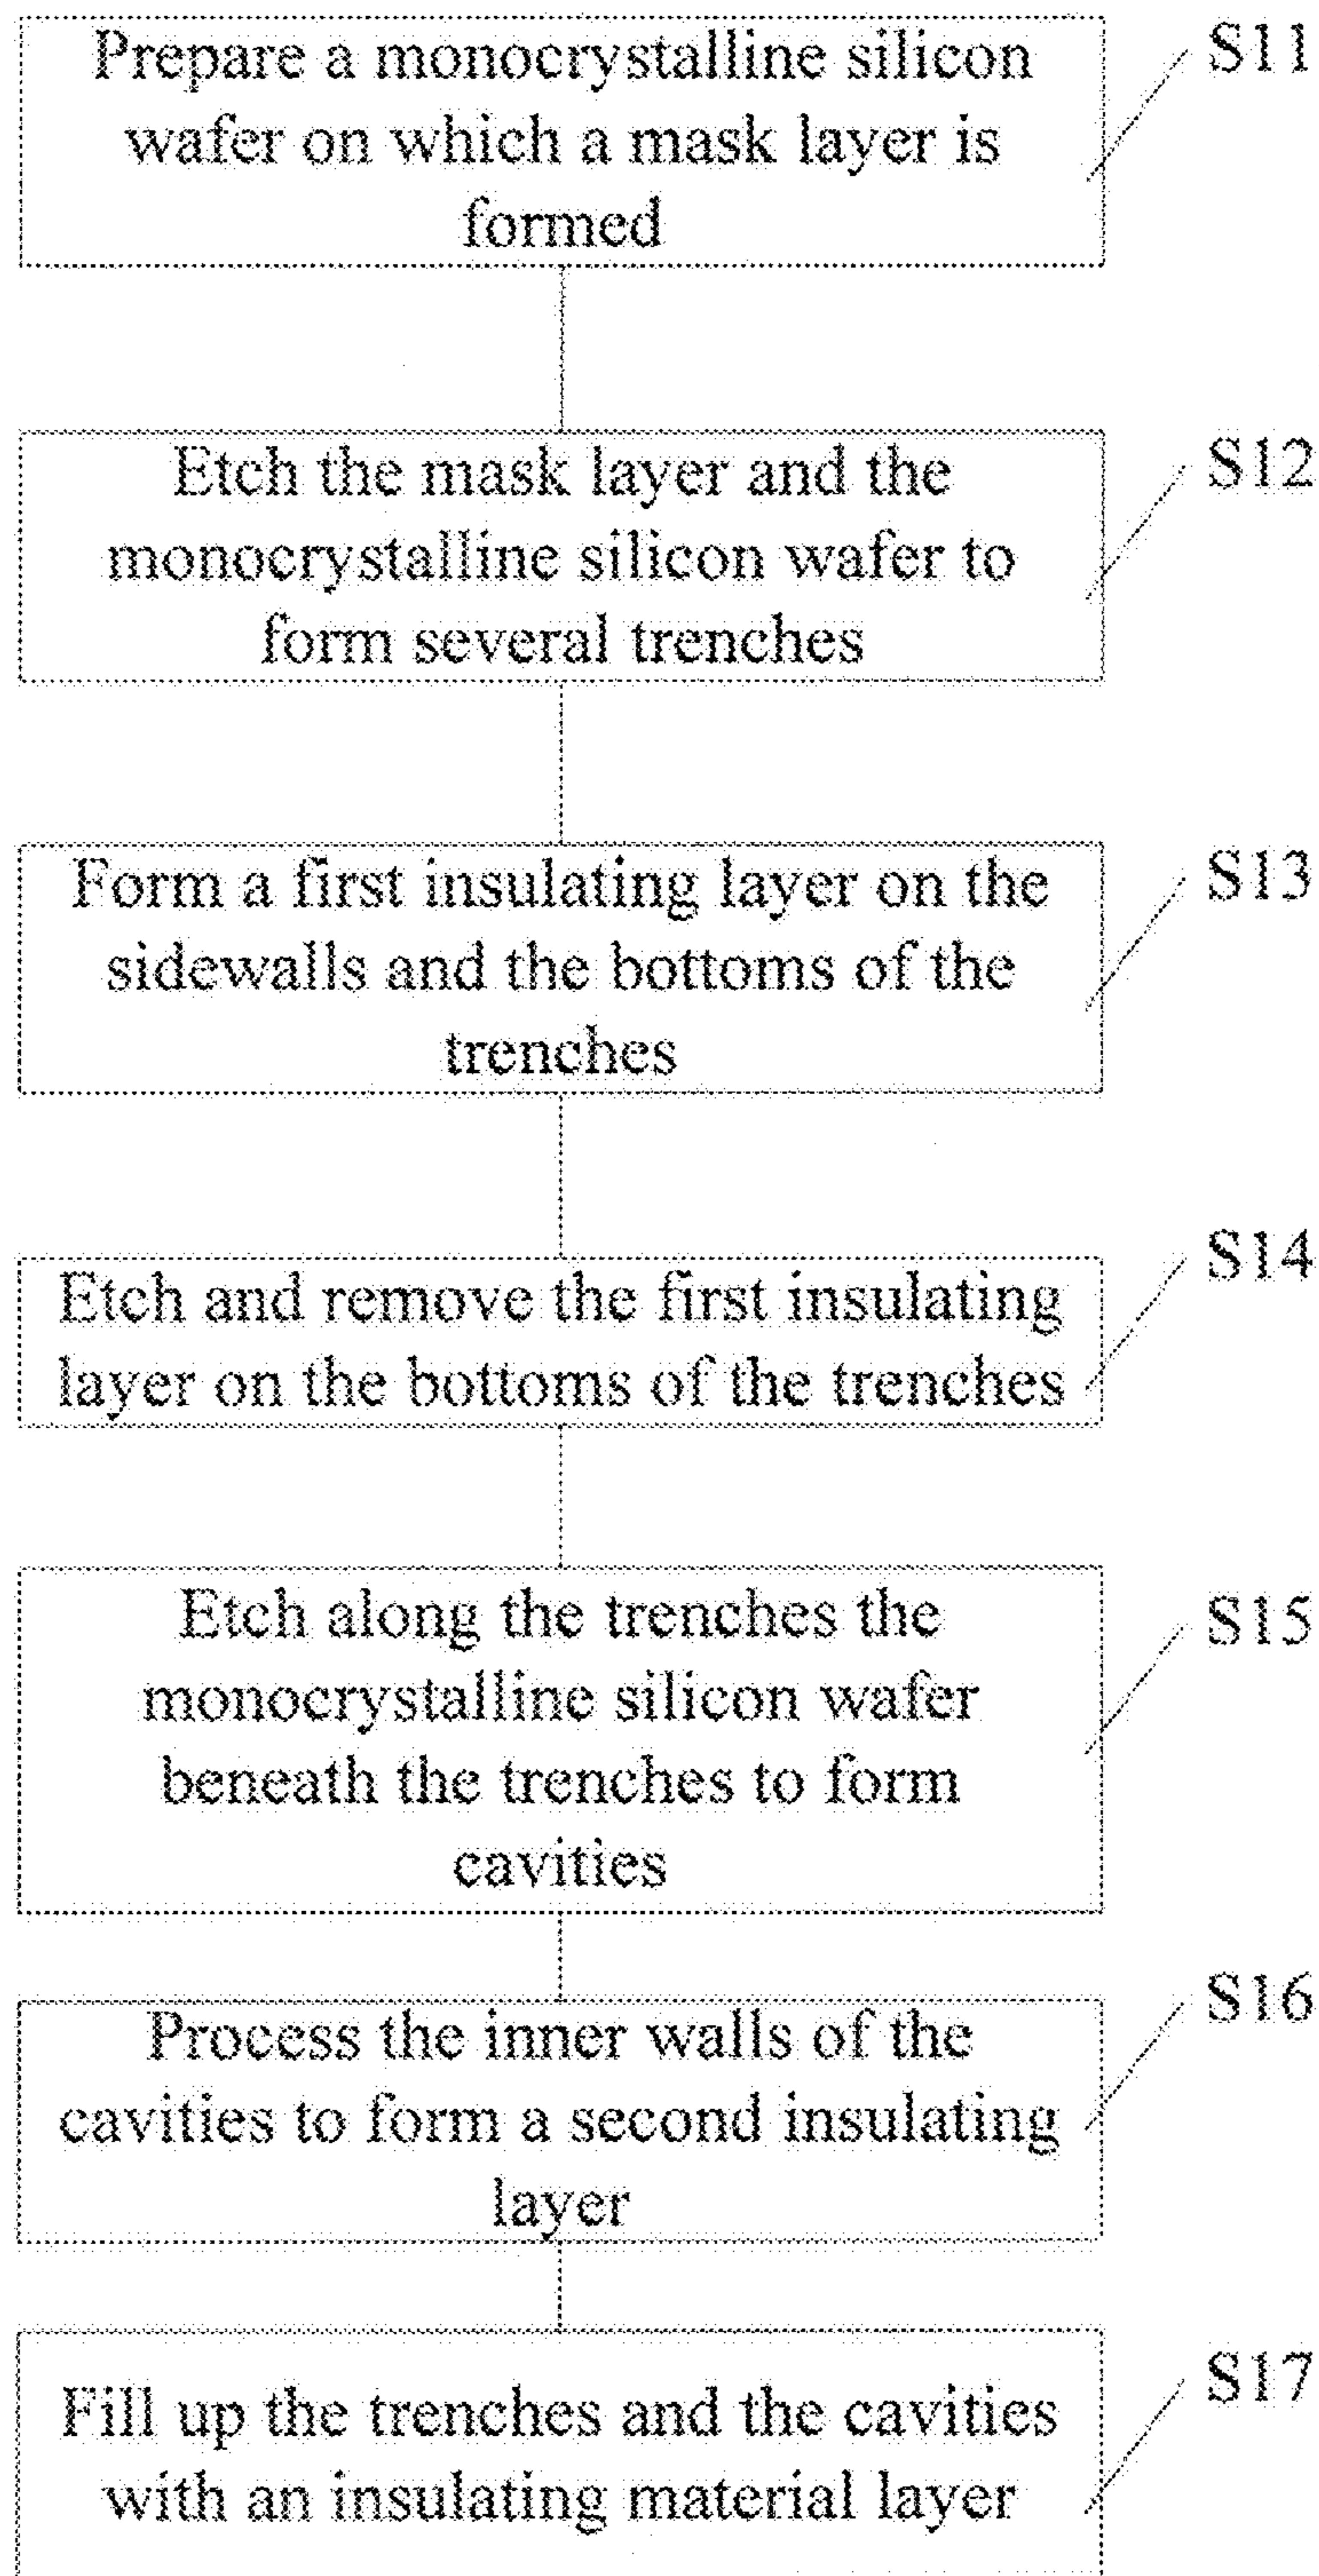 Prepare a monocrystalline silicon
wafer on which a mask layer is
formed
S11
Etch the mask layer and the
monocrystalline silicon wafer to
form several trenches
S12
Form a first insulating layer on the
sidewalls and the bottoms of the
trenches
S13
Etch and remove the first insulating
layer on the bottoms of the trenches
S14
Etch along the trenches the
monocrystalline silicon wafer
beneath the trenches to form
cavities
S15
Process the inner walls of the
cavities to form a second insulating
layer
S16
Fill up the trenches and the cavities
with an insulating material layer
S17